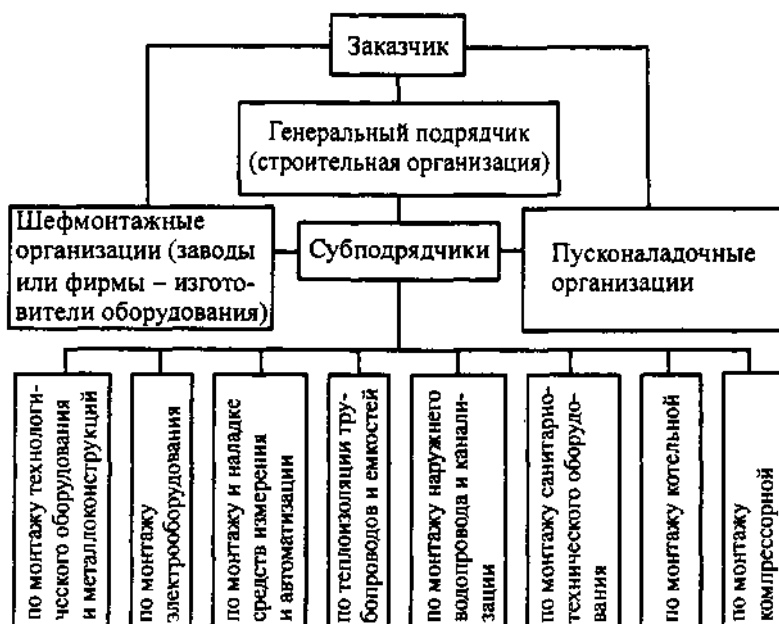 Заказчик
Генеральный подрядчик
(строительная организация)
Шефмонтажные
организации (заводы
или фирмы – изгото-
вители оборудования)
Субподрядчики
Пусконаладочные
организации
по монтажу технологи-
ческого оборудования
и металлоконструкций
по монтажу
электрооборудования
по монтажу и наладке
средств измерения
и автоматизации
по теплоизоляции тру-
бопроводов и емкостей
по монтажу наружнего
водопровода и канали-
зации
по монтажу санитарно-
технического оборудо-
вания
по монтажу котельной
по монтажу
компрессорной